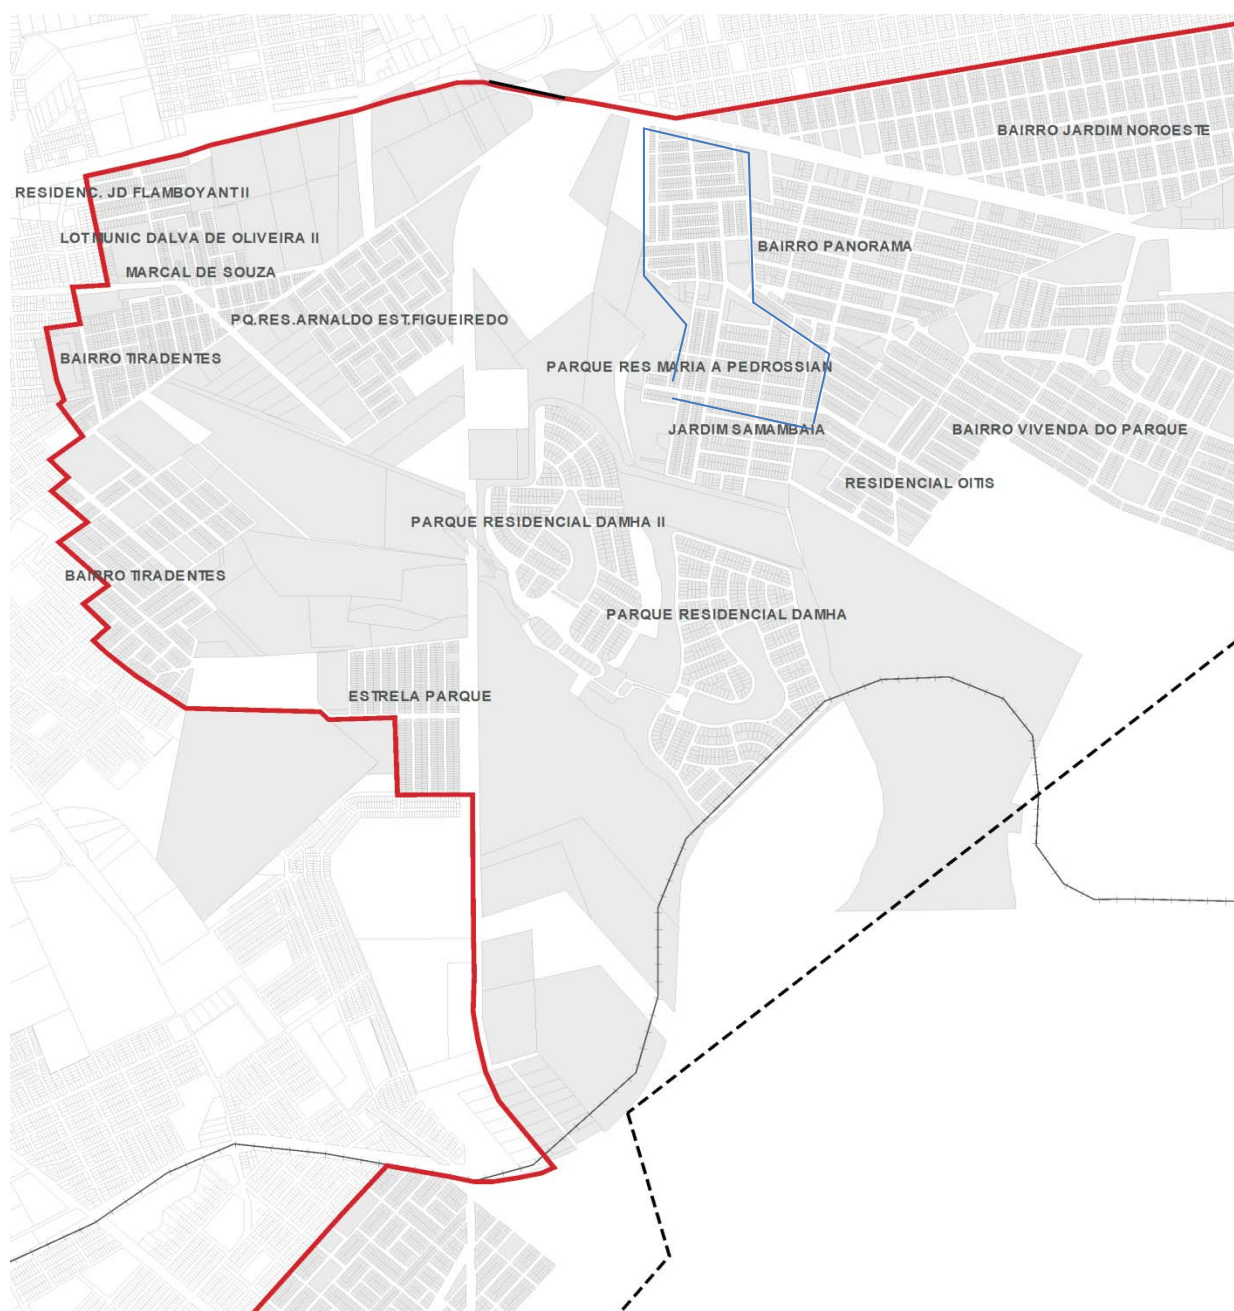 BAIRRO JARDIM NOROESTE
RESIDENC. JD FLAMBOYANT II
LOT MUNIC DALVA DE OLIVEIRA II
BAIRRO PANORAMA
MARCAL DE SOUZA
PQ.RES.ARNALDO EST.FIGUEIREDO
BAIRRO TIRADENTES
PARQUE RES MARIA A PEDROSSIAN
JARDIM SAMAMBAIA
BAIRRO VIVENDA DO PARQUE
RESIDENCIAL OITIS
PARQUE RESIDENCIAL DAMHA II
BAIRRO TIRADENTES
PARQUE RESIDENCIAL DAMHA
ESTRELA PARQUE